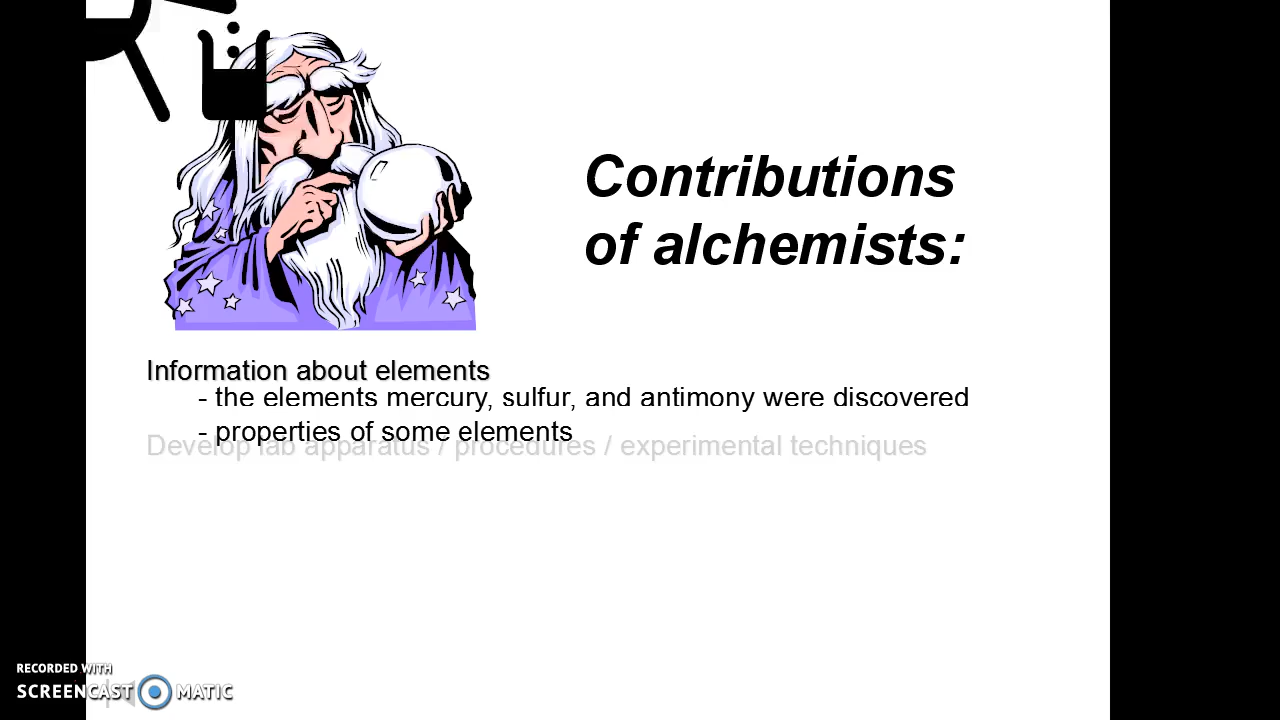 Contributions
of alchemists:
Information about elements
- the elements mercury, sulfur, and antimony were discovered
- properties of some elements
Develop lab apparatus / procedures / experimental techniques
RECORDED WITH
SCREENCAST MATIC